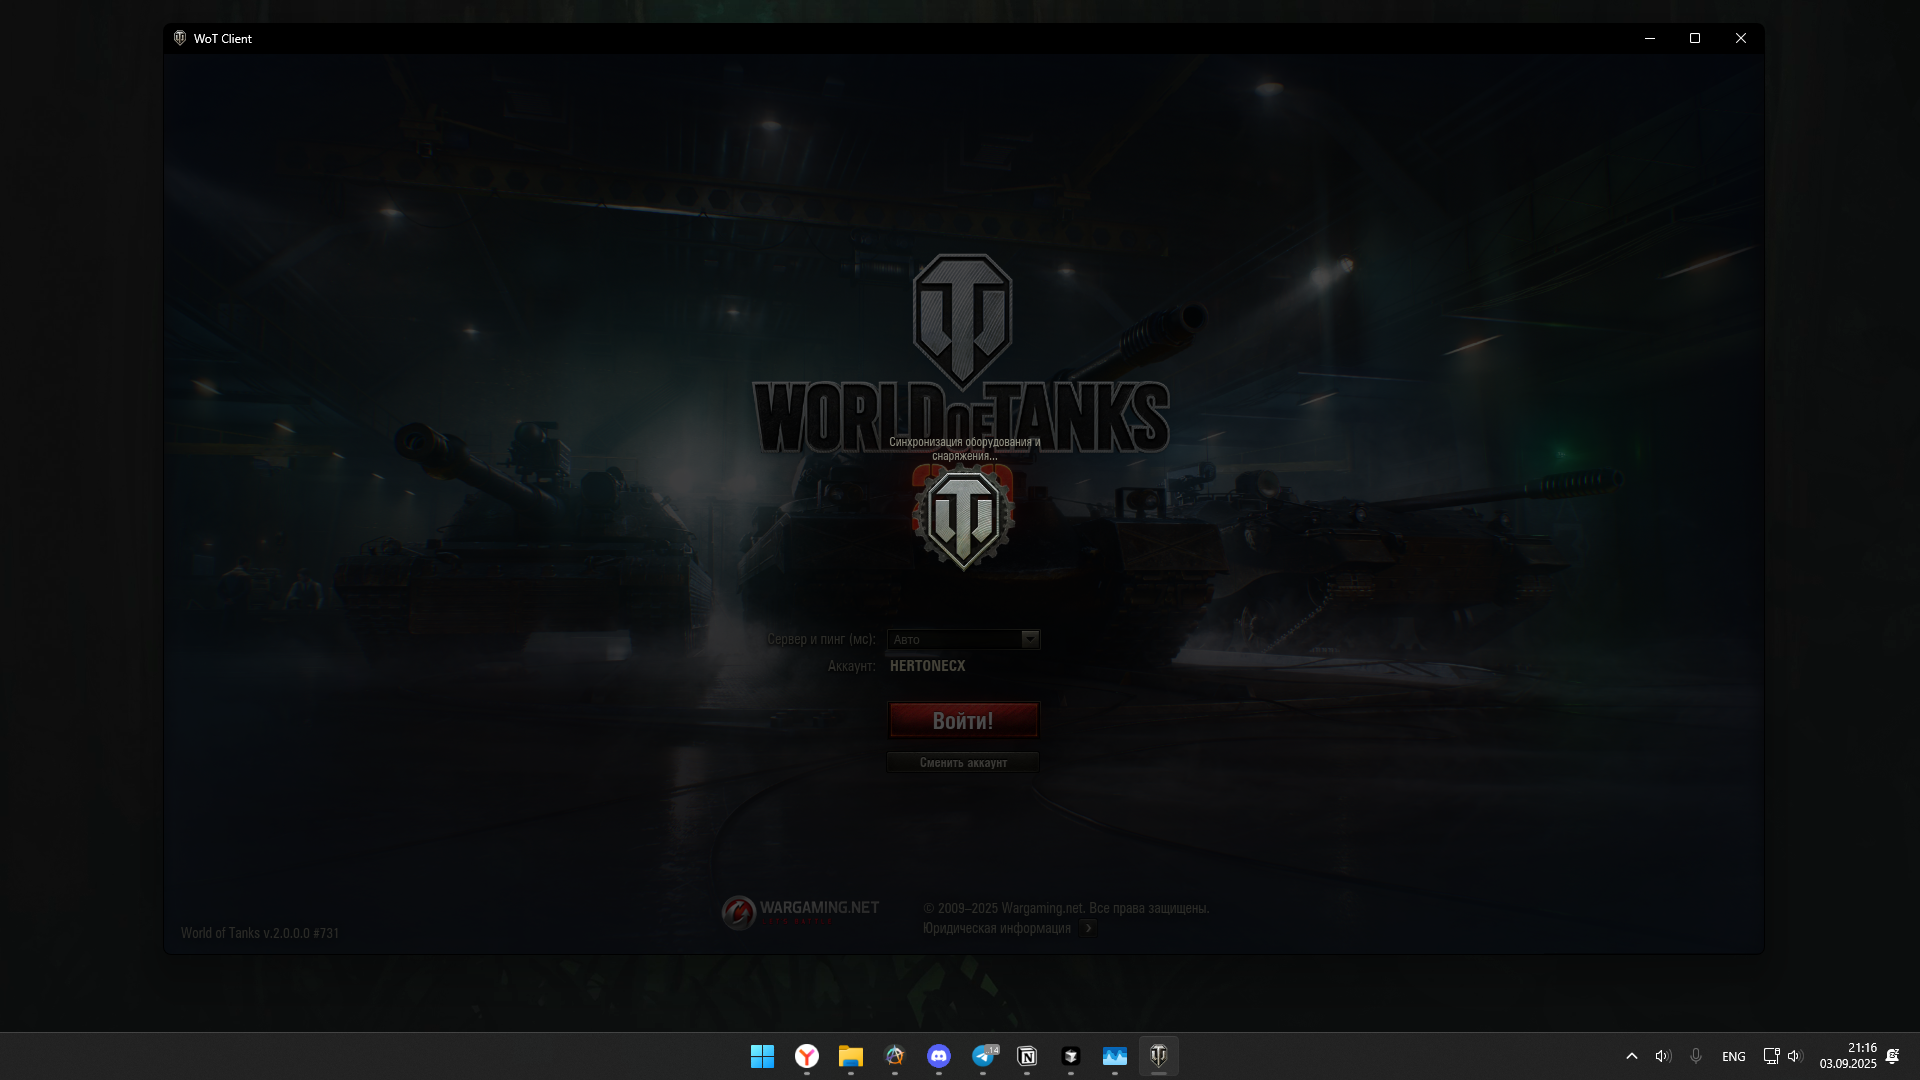 WoT Client
WORLD OF TANKS
Синхронизация оборудования и
снаряжения...
Сервер и пинг (мс): Авто
Аккаунт: HERTONECX
Войти!
Сменить аккаунт
WARGAMING.NET
© 2009–2025 Wargaming.net. Все права защищены.
Юридическая информация
World of Tanks v.2.0.0.0 #731
14
ENG
21:16
03.09.2025